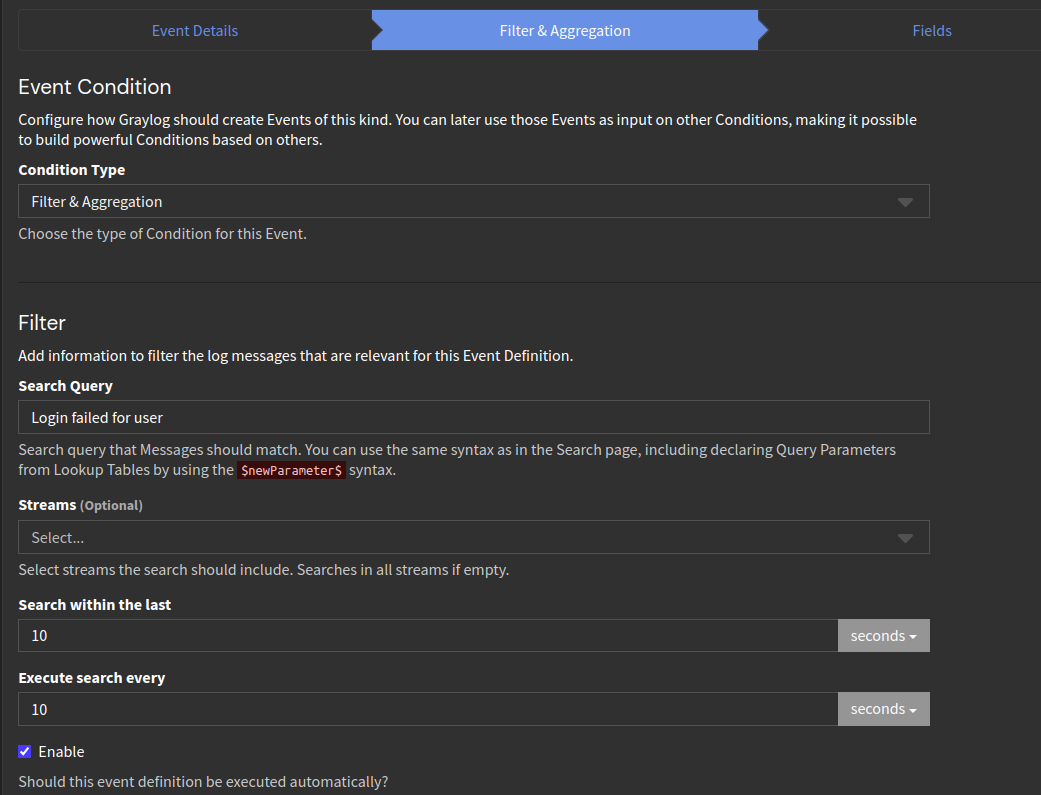 Event Details
Filter & Aggregation
Fields
Event Condition
Configure how Graylog should create Events of this kind. You can later use those Events as input on other Conditions, making it possible
to build powerful Conditions based on others.
Condition Type
Filter & Aggregation
Choose the type of Condition for this Event.
Filter
Add information to filter the log messages that are relevant for this Event Definition.
Search Query
Login failed for user
Search query that Messages should match. You can use the same syntax as in the Search page, including declaring Query Parameters
from Lookup Tables by using the $newParameter$ syntax.
Streams (Optional)
Select...
Select streams the search should include. Searches in all streams if empty.
Search within the last
10 seconds
Execute search every
10 seconds
Enable
Should this event definition be executed automatically?